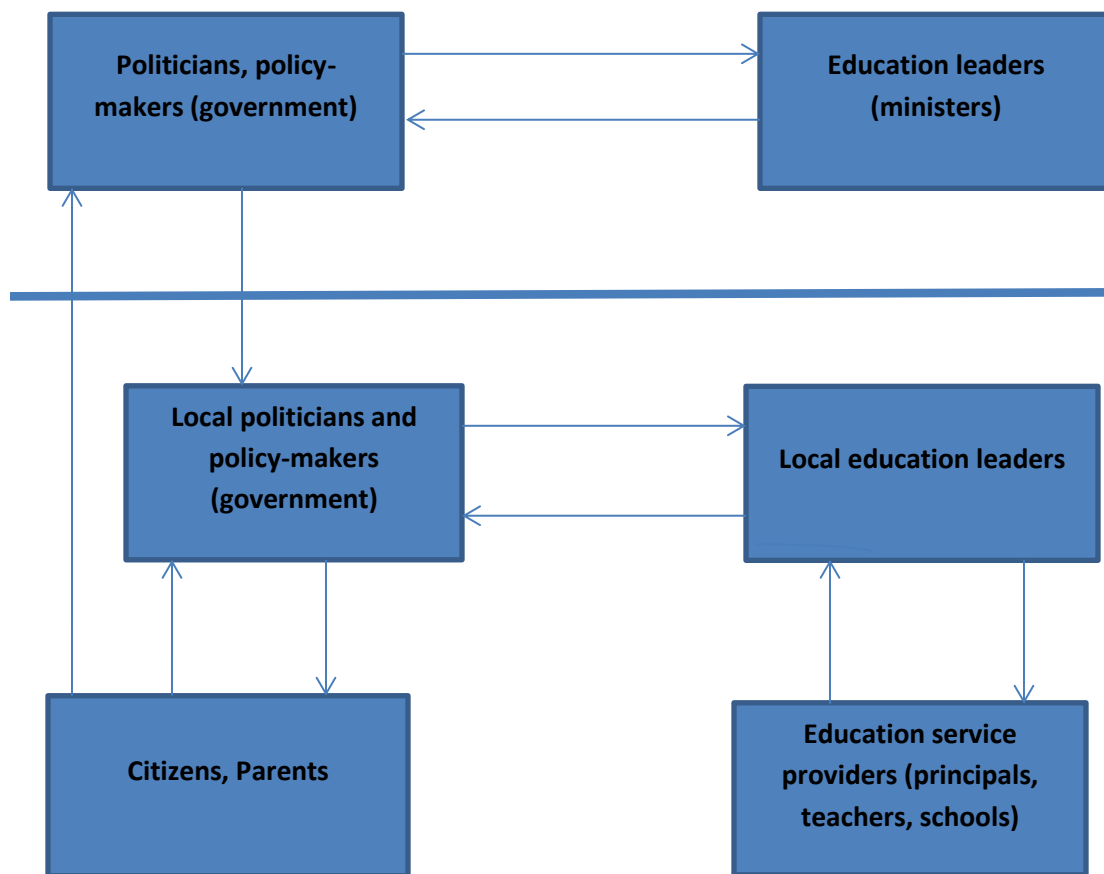 Politicians, policy-
makers (government)
Education leaders
(ministers)
Local politicians and
policy-makers
(government)
Local education leaders
Citizens, Parents
Education service
providers (principals,
teachers, schools)